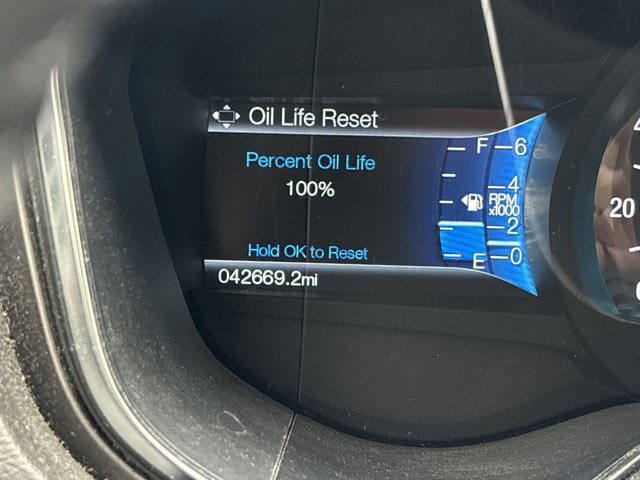 Oil Life Reset
Percent Oil Life
100%
Hold OK to Reset
042669.2mi
F
E
6
4
RPM
x1000
2
0
20